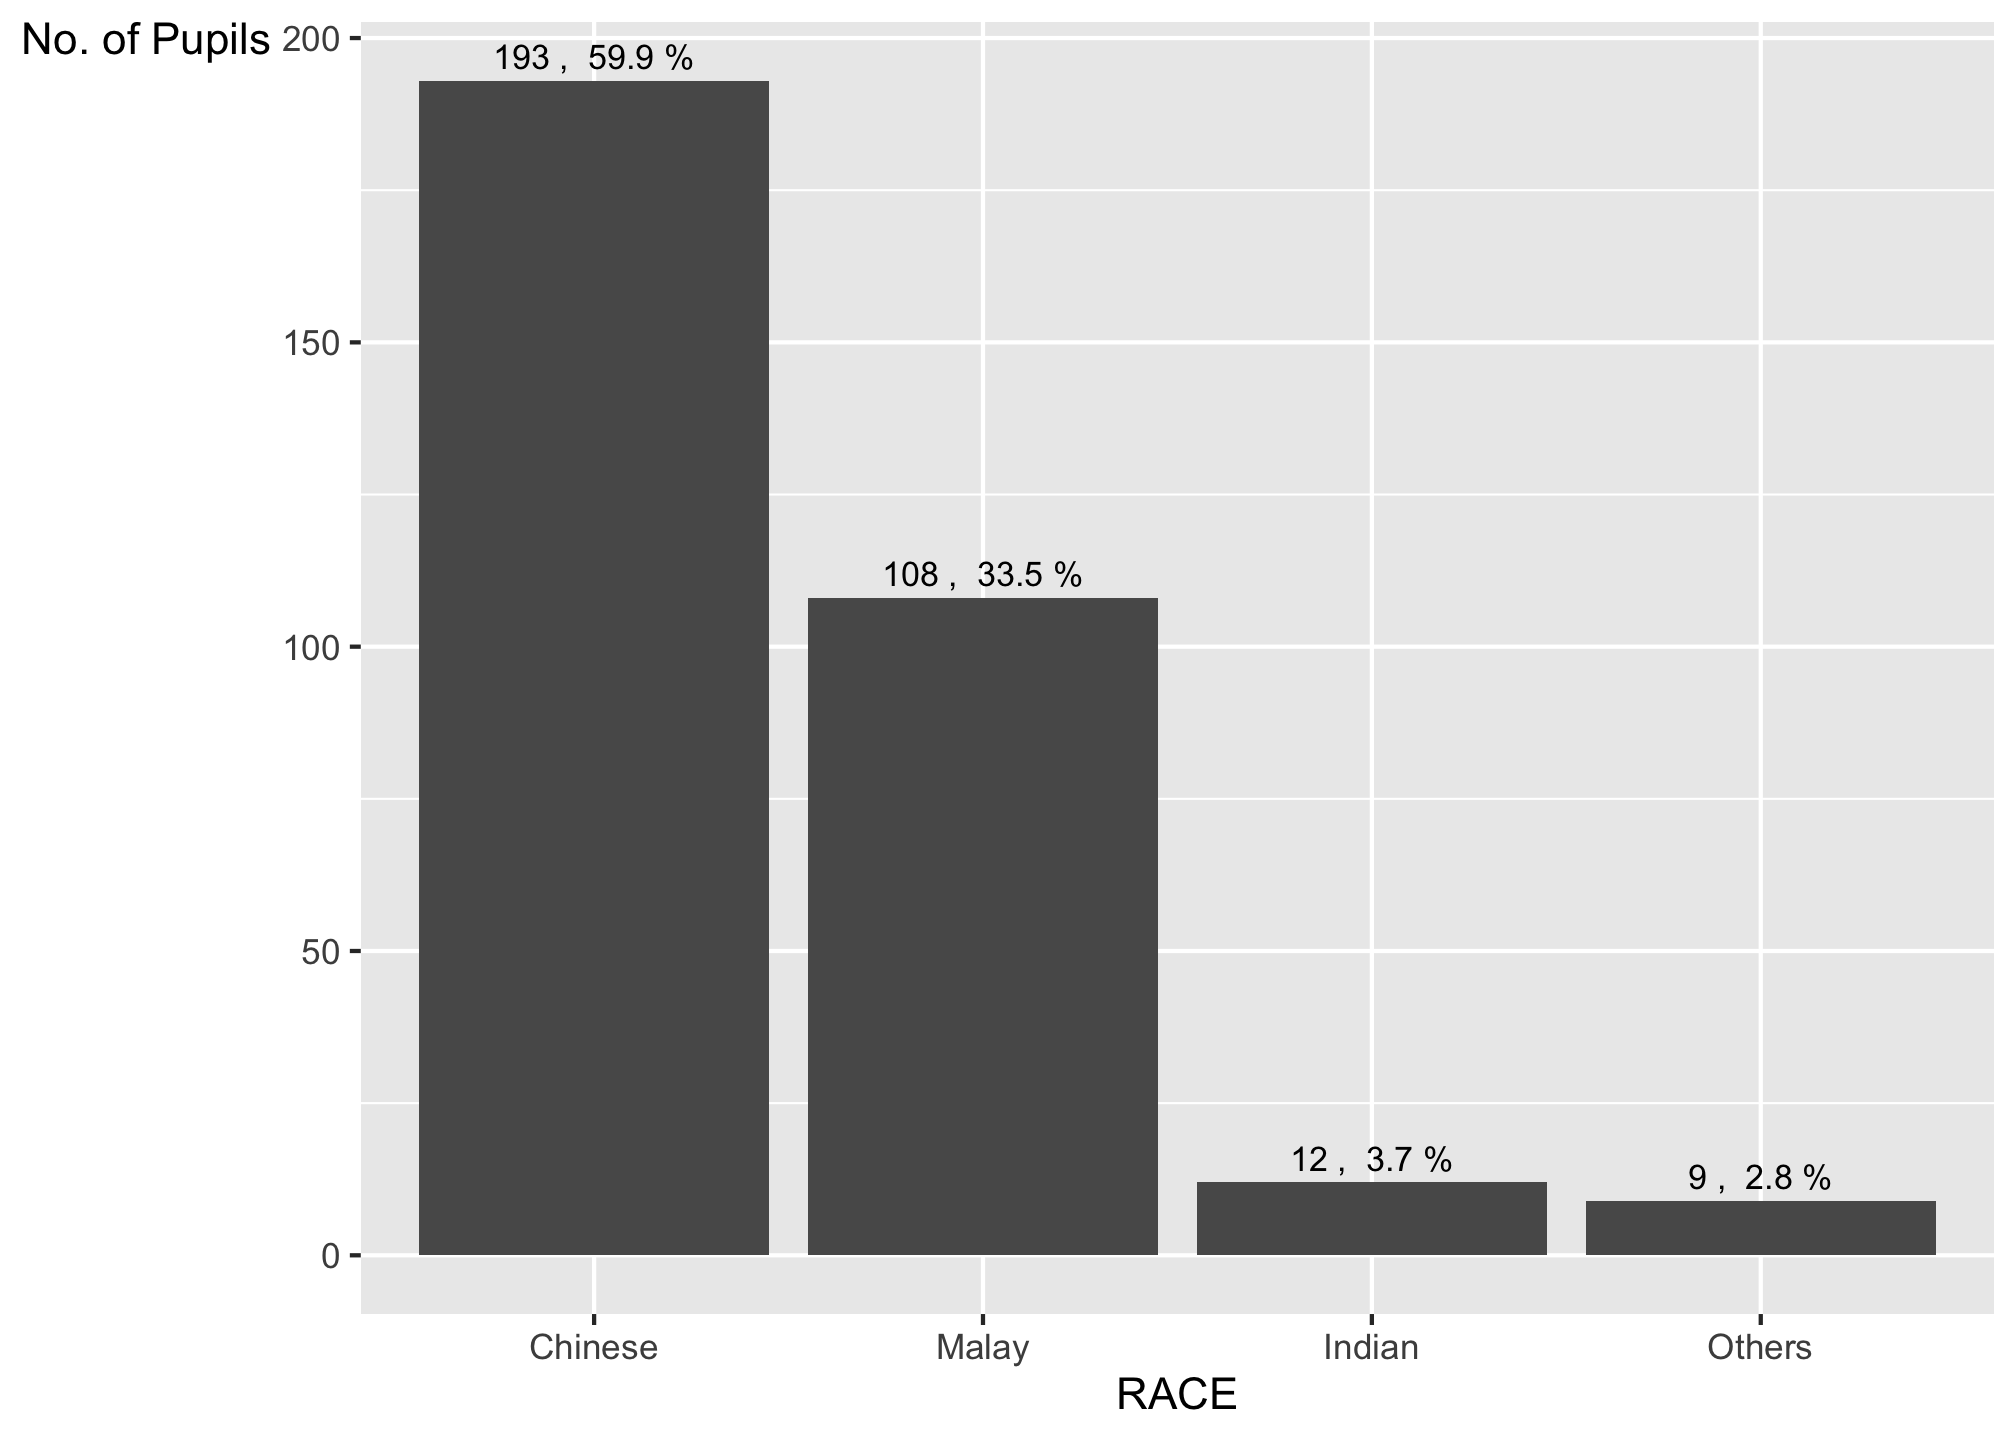 No. of Pupils
200
150
100
50
0
193 ,  59.9 %
108 ,  33.5 %
12 ,  3.7 %
9 ,  2.8 %
Chinese
Malay
Indian
Others
RACE